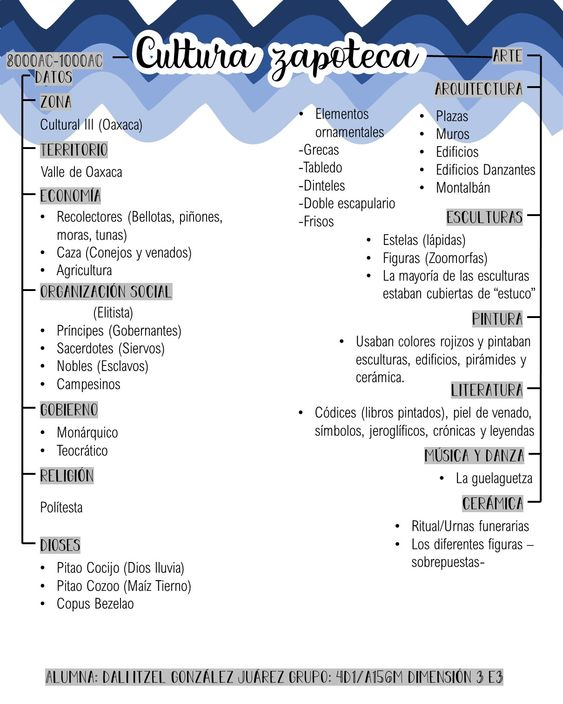 Cultura zapoteca
8000AC-1000AC
DATOS
ZONA
Cultural III (Oaxaca)
TERRITORIO
Valle de Oaxaca
ECONOMÍA
• Recolectores (Bellotas, piñones,
moras, tunas)
• Caza (Conejos y venados)
• Agricultura
ORGANIZACIÓN SOCIAL
(Elitista)
• Príncipes (Gobernantes)
• Sacerdotes (Siervos)
• Nobles (Esclavos)
• Campesinos
GOBIERNO
• Monárquico
• Teocrático
RELIGIÓN
Polítesta
DIOSES
• Pitao Cocijo (Dios lluvia)
• Pitao Cozoo (Maíz Tierno)
• Copus Bezelao
ARTE
ARQUITECTURA
• Elementos
ornamentales
-Grecas
-Tabledo
-Dinteles
-Doble escapulario
-Frisos
• Plazas
• Muros
• Edificios
• Edificios Danzantes
• Montalbán
ESCULTURAS
• Estelas (lápidas)
• Figuras (Zoomorfas)
• La mayoría de las esculturas
estaban cubiertas de “estuco”
PINTURA
• Usaban colores rojizos y pintaban
esculturas, edificios, pirámides y
cerámica.
LITERATURA
• Códices (libros pintados), piel de venado,
símbolos, jeroglíficos, crónicas y leyendas
MÚSICA Y DANZA
• La guelaguetza
CERÁMICA
• Ritual/Urnas funerarias
• Los diferentes figuras –
sobrepuestas-
ALUMNA: DALI ITZEL GONZÁLEZ JUÁREZ GRUPO: 4D1/A156M DIMENSIÓN 3 E3